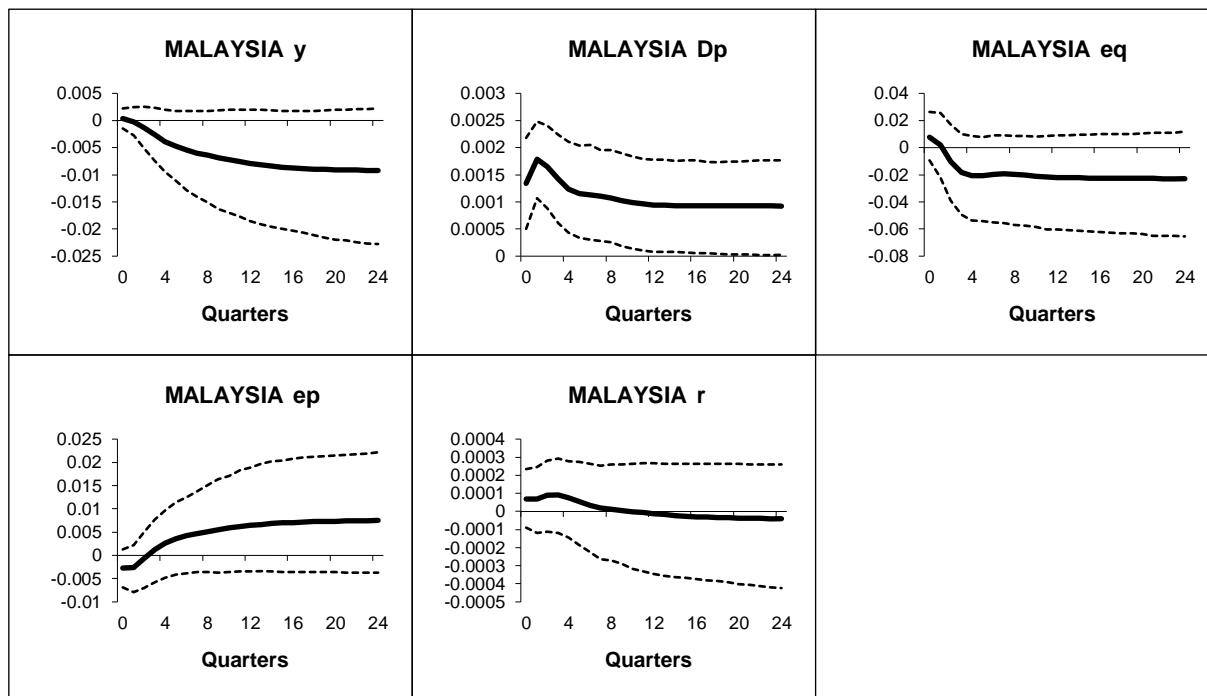 MALAYSIA y
0.005
0
-0.005
-0.01
-0.015
-0.02
-0.025
0 4 8 12 16 20 24
Quarters
MALAYSIA Dp
0.003
0.0025
0.002
0.0015
0.001
0.0005
0
0 4 8 12 16 20 24
Quarters
MALAYSIA eq
0.04
0.02
0
-0.02
-0.04
-0.06
-0.08
0 4 8 12 16 20 24
Quarters
MALAYSIA ep
0.025
0.02
0.015
0.01
0.005
0
-0.005
-0.01
0 4 8 12 16 20 24
Quarters
MALAYSIA r
0.0004
0.0003
0.0002
0.0001
0
-0.0001
-0.0002
-0.0003
-0.0004
-0.0005
0 4 8 12 16 20 24
Quarters